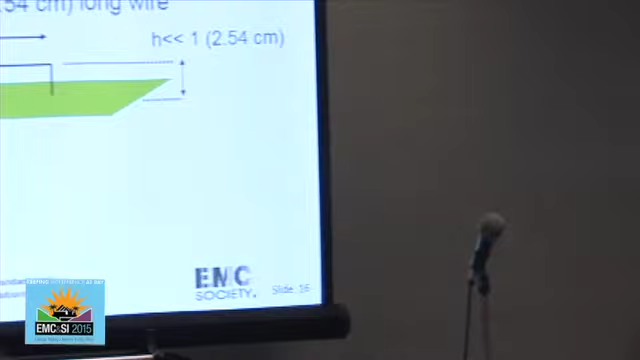 .54 cm) long wire
h<< 1 (2.54 cm)
EMC
SOCIETY
Slide 16
EMC&SI 2015